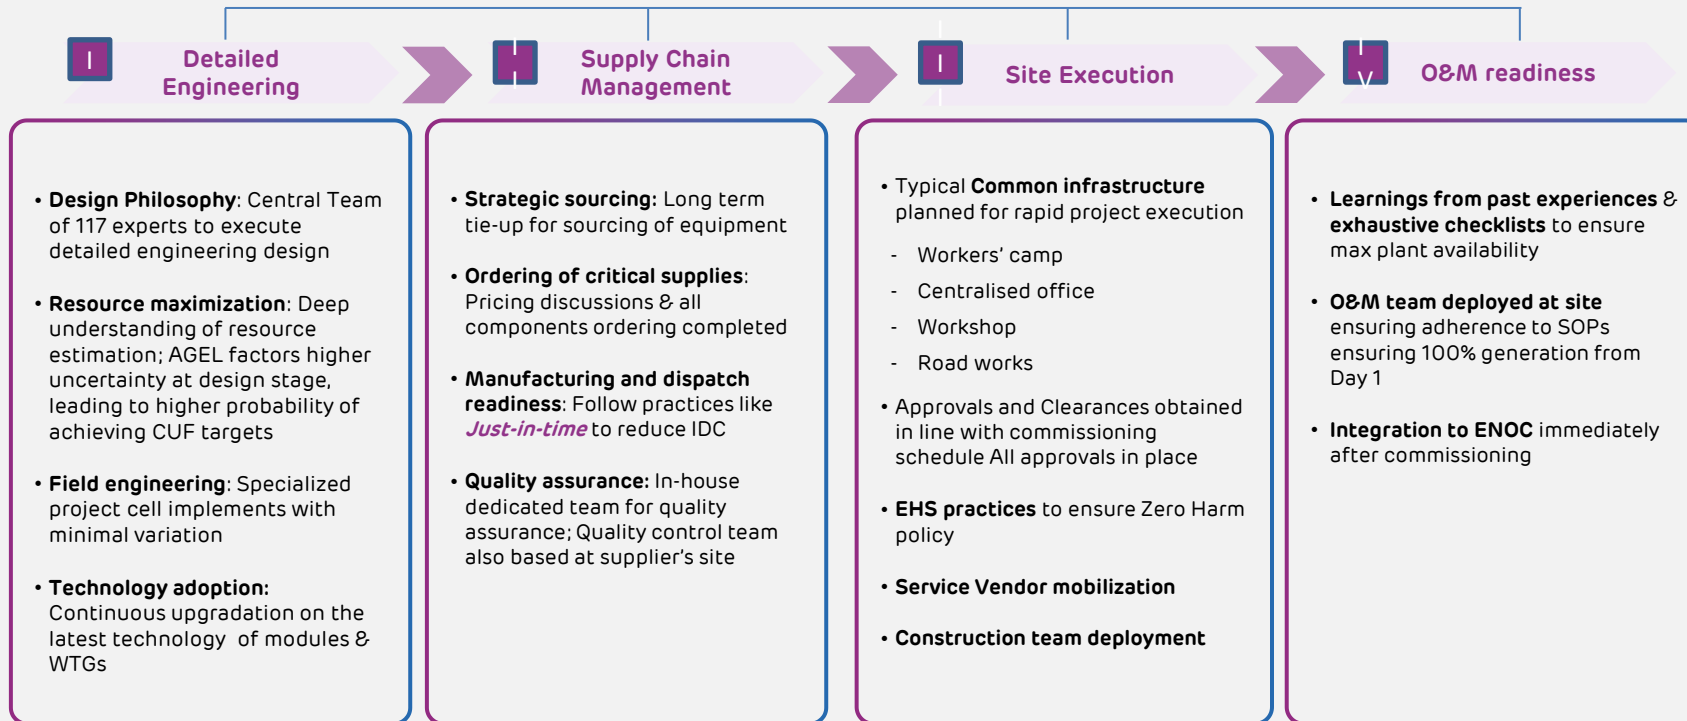 I
Detailed
Engineering
II
Supply Chain
Management
I
Site Execution
IV
O&M readiness
• Design Philosophy: Central Team
of 117 experts to execute
detailed engineering design
• Resource maximization: Deep
understanding of resource
estimation; AGEL factors higher
uncertainty at design stage,
leading to higher probability of
achieving CUF targets
• Field engineering: Specialized
project cell implements with
minimal variation
• Technology adoption:
Continuous upgradation on the
latest technology of modules &
WTGs
• Strategic sourcing: Long term
tie-up for sourcing of equipment
• Ordering of critical supplies:
Pricing discussions & all
components ordering completed
• Manufacturing and dispatch
readiness: Follow practices like
Just-in-time to reduce IDC
• Quality assurance: In-house
dedicated team for quality
assurance; Quality control team
also based at supplier's site
• Typical Common infrastructure
planned for rapid project execution
- Workers' camp
- Centralised office
- Workshop
- Road works
• Approvals and Clearances obtained
in line with commissioning
schedule All approvals in place
• EHS practices to ensure Zero Harm
policy
• Service Vendor mobilization
• Construction team deployment
• Learnings from past experiences &
exhaustive checklists to ensure
max plant availability
• O&M team deployed at site
ensuring adherence to SOPs
ensuring 100% generation from
Day 1
• Integration to ENOC immediately
after commissioning